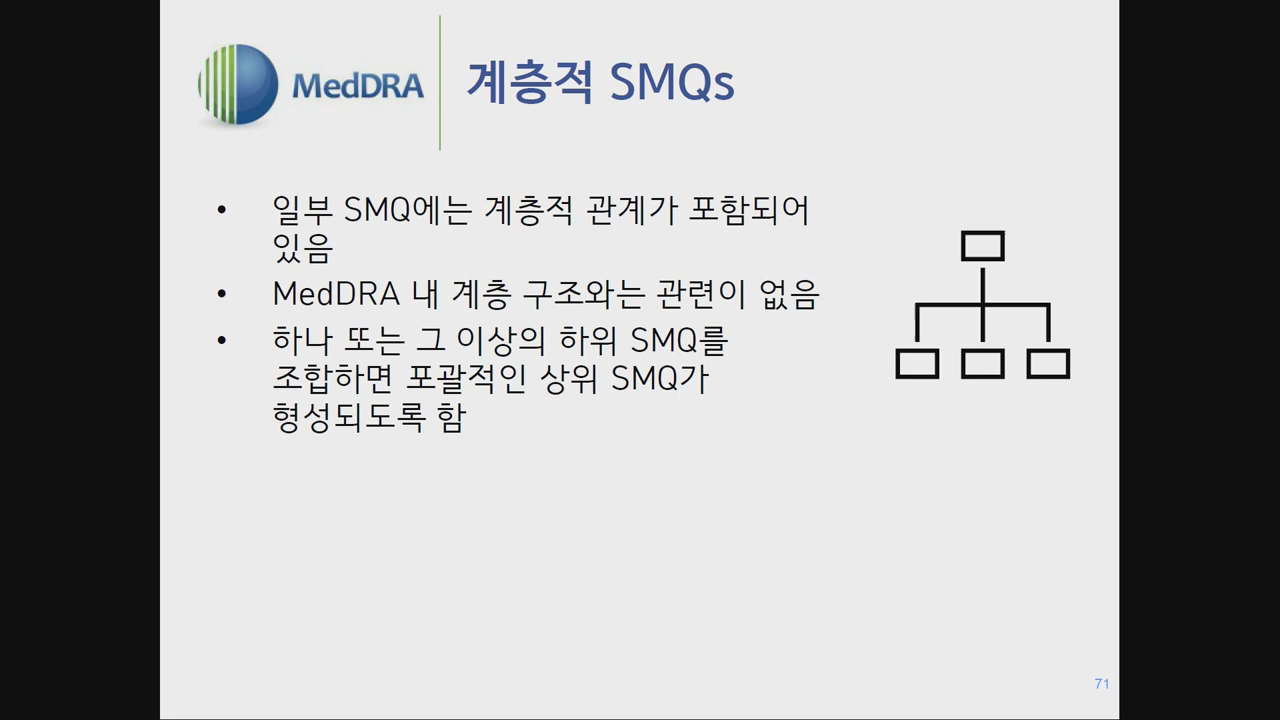 MedDRA
계층적 SMQs
• 일부 SMQ에는 계층적 관계가 포함되어
있음
• MedDRA 내 계층 구조와는 관련이 없음
• 하나 또는 그 이상의 하위 SMQ를
조합하면 포괄적인 상위 SMQ가
형성되도록 함
71